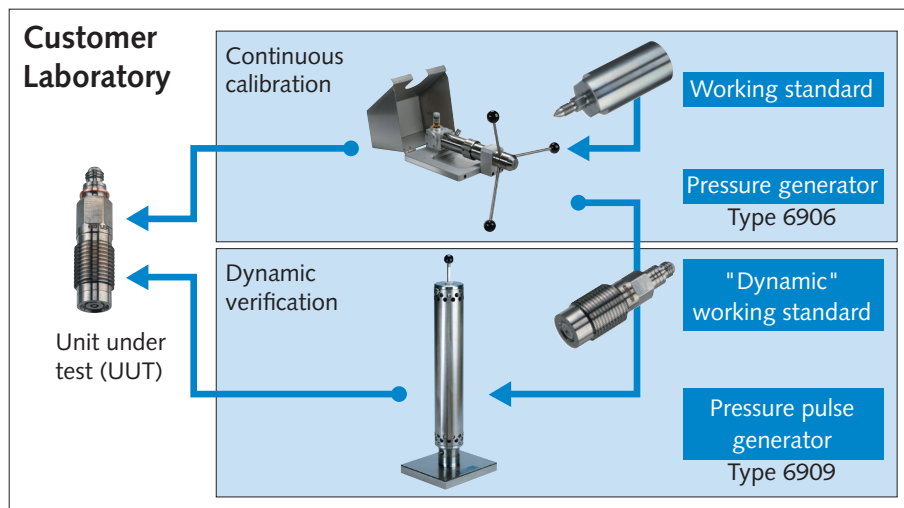 Customer
Laboratory
Continuous
calibration
Working standard
Pressure generator
Type 6906
Unit under
test (UUT)
Dynamic
verification
"Dynamic"
working standard
Pressure pulse
generator
Type 6909